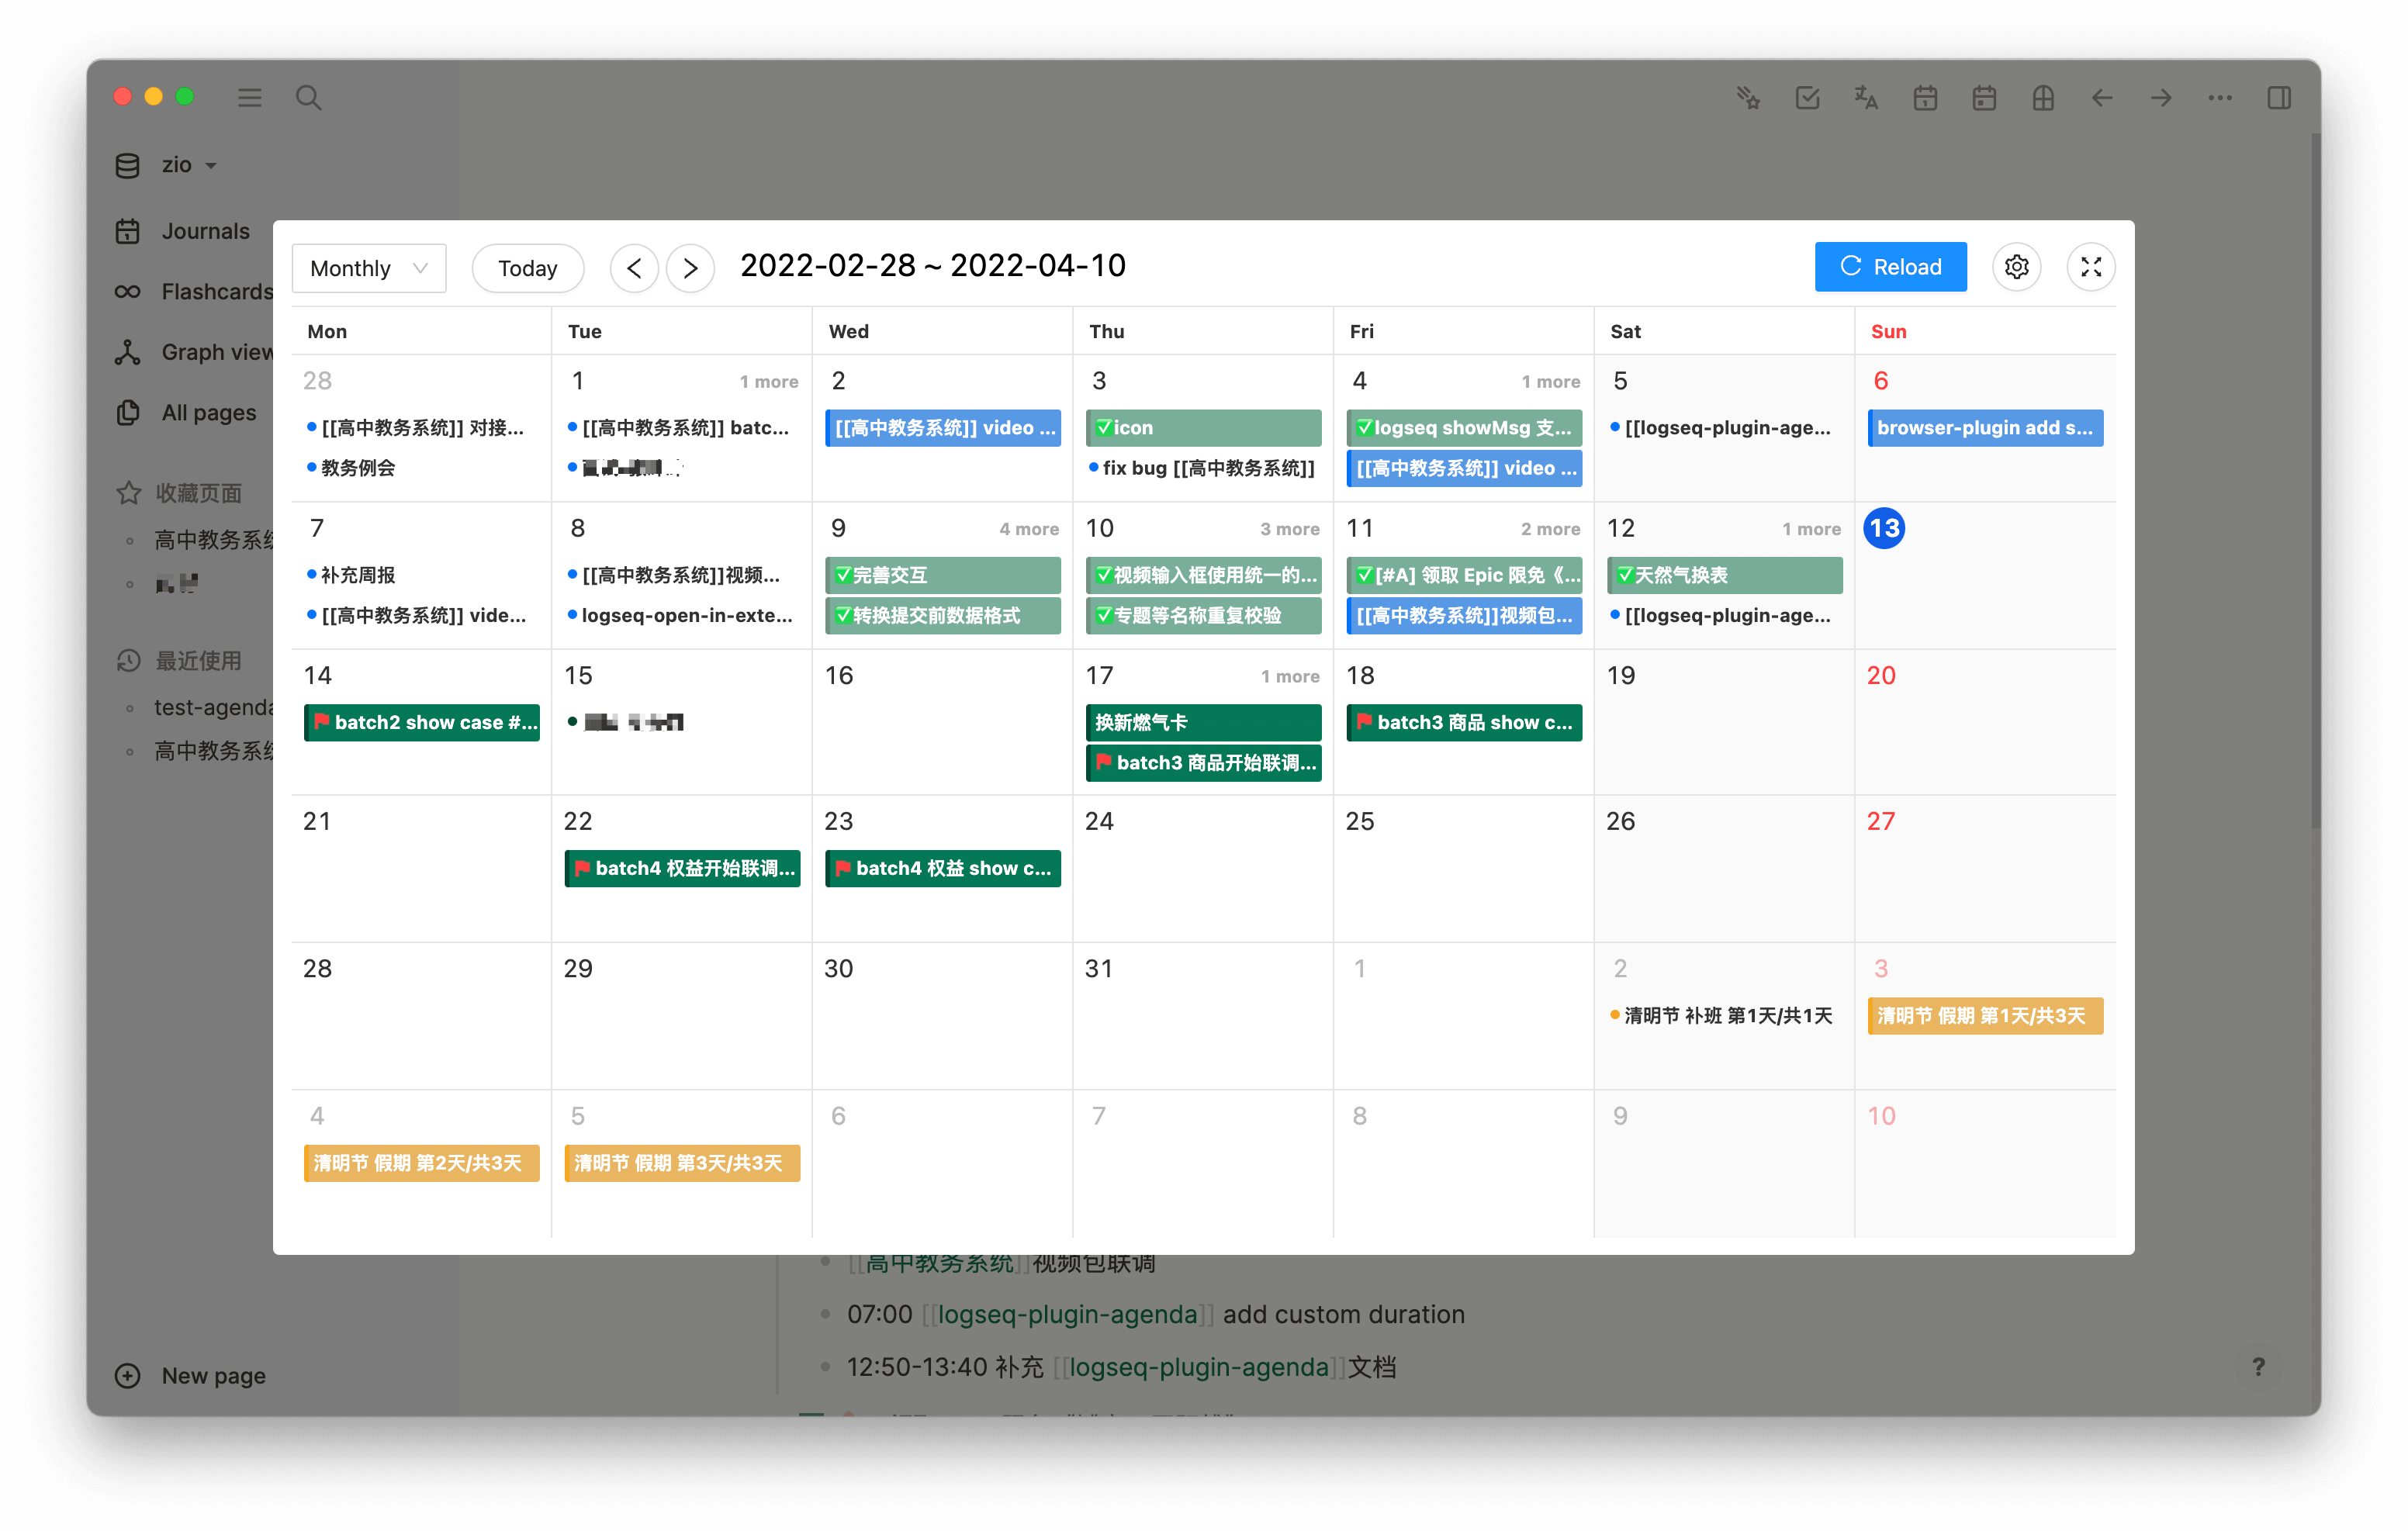 zio
Journals
Flashcards
Graph view
All pages
收藏页面
高中教务系统
最近使用
test-agenda
高中教务系统
New page
Monthly
Today
2022-02-28 ~ 2022-04-10
Reload
Mon Tue Wed Thu Fri Sat Sun
28
[[高中教务系统]] 对接...
教务例会
1 1 more
[[高中教务系统]] batc...
2
[[高中教务系统]] video ...
3
✅icon
fix bug [[高中教务系统]]
4 1 more
✅logseq showMsg 支...
[[高中教务系统]] video ...
5
[[logseq-plugin-age...
6
browser-plugin add s...
7
补充周报
[[高中教务系统]] vide...
8
[[高中教务系统]]视频...
logseq-open-in-exte...
9 4 more
✅完善交互
✅转换提交前数据格式
10 3 more
✅视频输入框使用统一的...
✅专题等名称重复校验
11 2 more
✅[#A] 领取 Epic 限免《...
[[高中教务系统]]视频包...
12 1 more
✅天然气换表
[[logseq-plugin-age...
13
14
🚩 batch2 show case #...
15
16
17 1 more
换新燃气卡
🚩 batch3 商品开始联调...
18
🚩 batch3 商品 show c...
19
20
21
22
🚩 batch4 权益开始联调...
23
🚩 batch4 权益 show c...
24
25
26
27
28
29
30
31
1
2
清明节 补班 第1天/共1天
3
清明节 假期 第1天/共3天
4
清明节 假期 第2天/共3天
5
清明节 假期 第3天/共3天
6
7
8
9
10
[[高中教务系统]]视频包联调
07:00 [[logseq-plugin-agenda]] add custom duration
12:50-13:40 补充 [[logseq-plugin-agenda]]文档
?